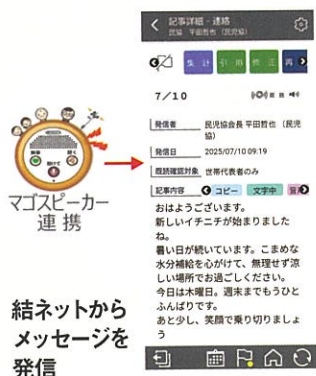 記事詳細 - 連絡
民協 平田哲也 (民児協)
集 計
引 用
修 正
再
7/10
発信者 民児協会長 平田哲也 (民児
協)
発信日 2025/07/10 09:19
既読確認対象 世帯代表者のみ
記事内容 コピー 文字中
おはようございます。
新しいイチニチが始まりました
ね。
暑い日が続いています。こまめな
水分補給を心がけて、無理せず涼
しい場所でお過ごしください。
今日は木曜日。週末までもうひと
ふんばりです。
あと少し、笑顔で乗り切りましょ
う
マゴスピーカー
連 携
結ネットから
メッセージを
発信